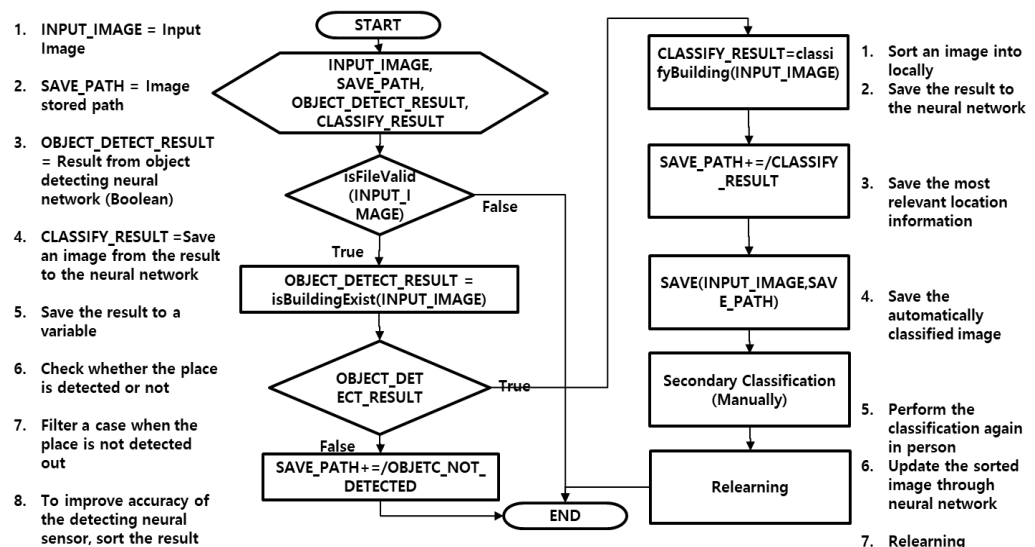 1. INPUT_IMAGE = Input
Image
2. SAVE_PATH = Image
stored path
3. OBJECT_DETECT_RESULT
= Result from object
detecting neural
network (Boolean)
4. CLASSIFY_RESULT =Save
an image from the result
to the neural network
5. Save the result to a
variable
6. Check whether the place
is detected or not
7. Filter a case when the
place is not detected
out
8. To improve accuracy of
the detecting neural
sensor, sort the result
START
INPUT_IMAGE,
SAVE_PATH,
OBJECT_DETECT_RESULT,
CLASSIFY_RESULT
isFileValid
(INPUT_I
MAGE)
False
True
OBJECT_DETECT_RESULT =
isBuildingExist(INPUT_IMAGE)
OBJECT_DET
ECT_RESULT
True
False
SAVE_PATH+=/OBJETC_NOT_
DETECTED
END
CLASSIFY_RESULT=classi
fyBuilding(INPUT_IMAGE)
SAVE_PATH+=/CLASSIFY
_RESULT
SAVE(INPUT_IMAGE,SAV
E_PATH)
Secondary Classification
(Manually)
Relearning
1. Sort an image into
locally
2. Save the result to
the neural network
3. Save the most
relevant location
information
4. Save the
automatically
classified image
5. Perform the
classification again
in person
6. Update the sorted
image through
neural network
7. Relearning